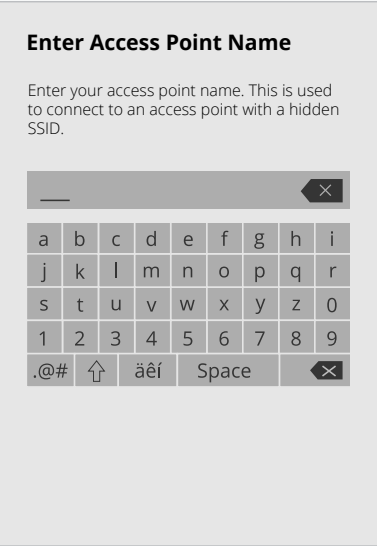 Enter Access Point Name
Enter your access point name. This is used
to connect to an access point with a hidden
SSID.
a b c d e f g h i
j k l m n o p q r
s t u v w x y z 0
1 2 3 4 5 6 7 8 9
.@# äêí Space